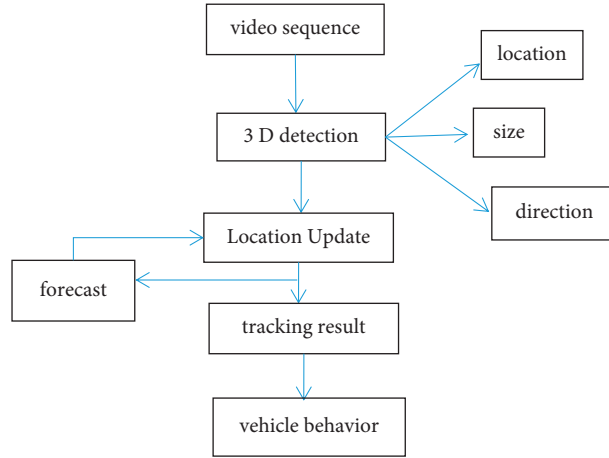 video sequence
location
3 D detection
size
direction
Location Update
forecast
tracking result
vehicle behavior